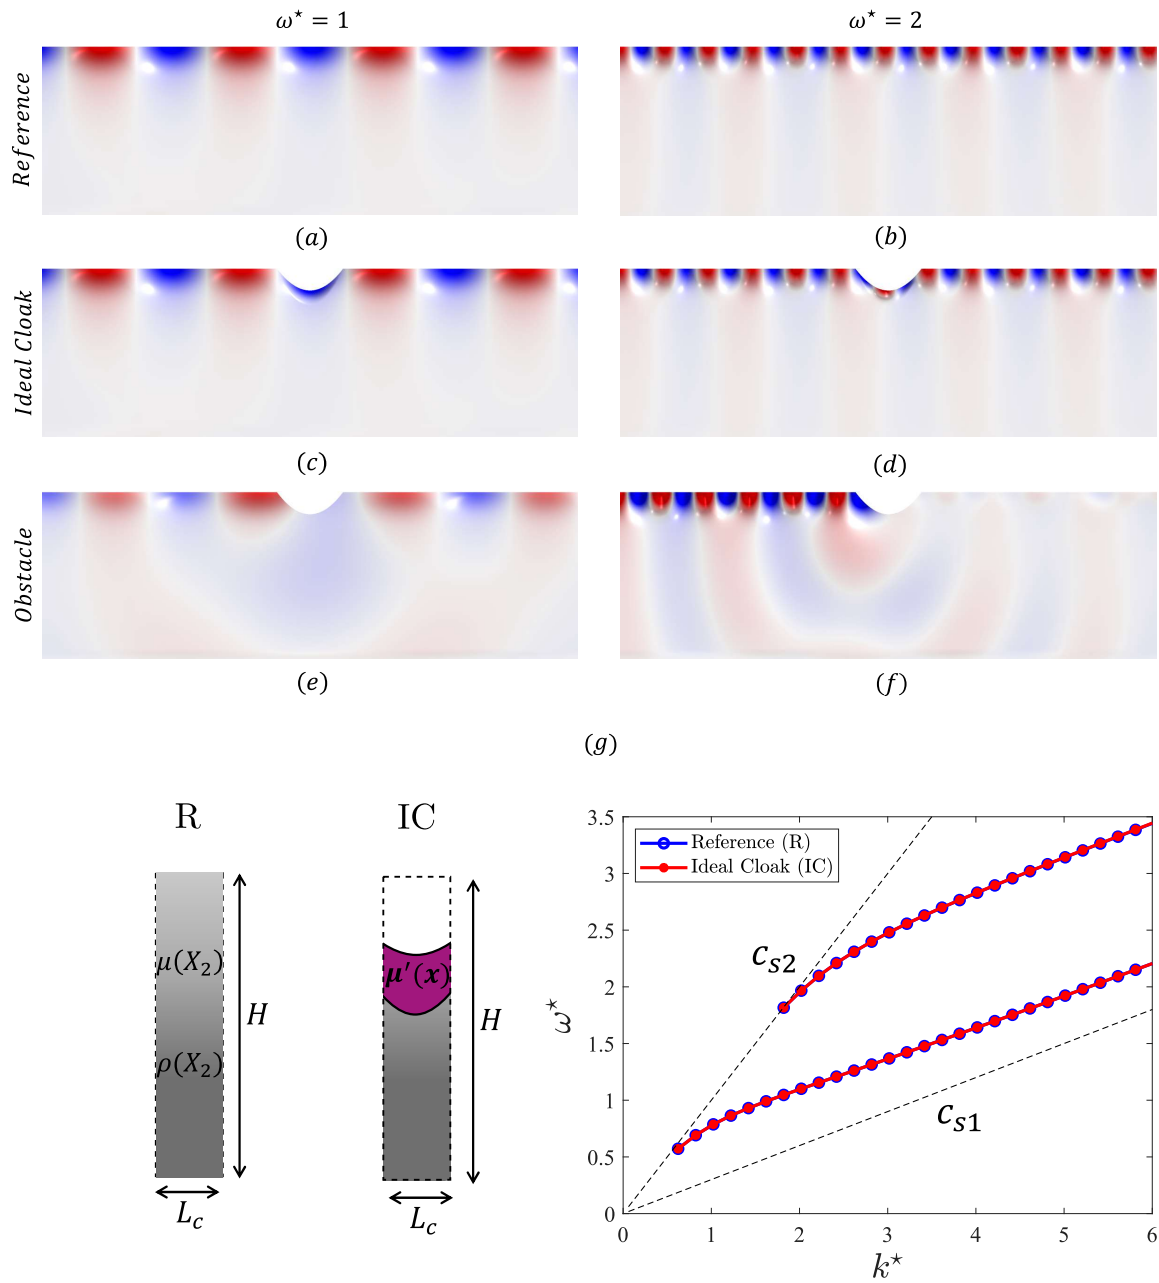 ω⋆ = 1
ω⋆ = 2
Reference
(a)
(b)
Ideal Cloak
(c)
(d)
Obstacle
(e)
(f)
(g)
R
IC
μ(X2)
ρ(X2)
H
Lc
μ′(x)
H
Lc
Reference (R)
Ideal Cloak (IC)
cs2
cs1
3.5
3
2.5
2
1.5
1
0.5
0
ω⋆
0 1 2 3 4 5 6
k⋆